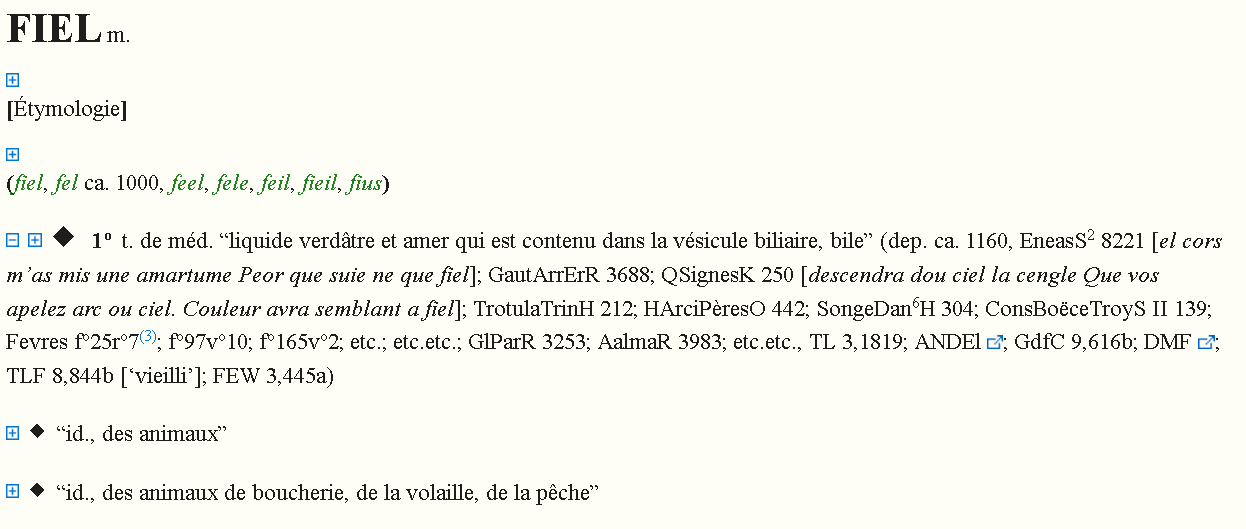 FIEL m.
[Étymologie]
(fiel, fel ca. 1000, feel, fele, feil, fieil, fius)
◆ 1° t. de méd. “liquide verdâtre et amer qui est contenu dans la vésicule biliaire, bile” (dep. ca. 1160, EneasS² 8221 [el cors
m’as mis une amartume Peor que suie ne que fiel]; GautArrErR 3688; QSignesK 250 [descendra dou ciel la cengle Que vos
apelez arc ou ciel. Couleur avra semblant a fiel]; TrotulaTrinH 212; HArciPèresO 442; SongeDan⁶H 304; ConsBoëceTroyS II 139;
Fevres f°25r°7⁽³⁾; f°97v°10; f°165v°2; etc.; etc.etc.; GlParR 3253; AalmaR 3983; etc.etc., TL 3,1819; ANDEl; GdfC 9,616b; DMF;
TLF 8,844b [‘vieilli’]; FEW 3,445a)
◆ “id., des animaux”
◆ “id., des animaux de boucherie, de la volaille, de la pêche”